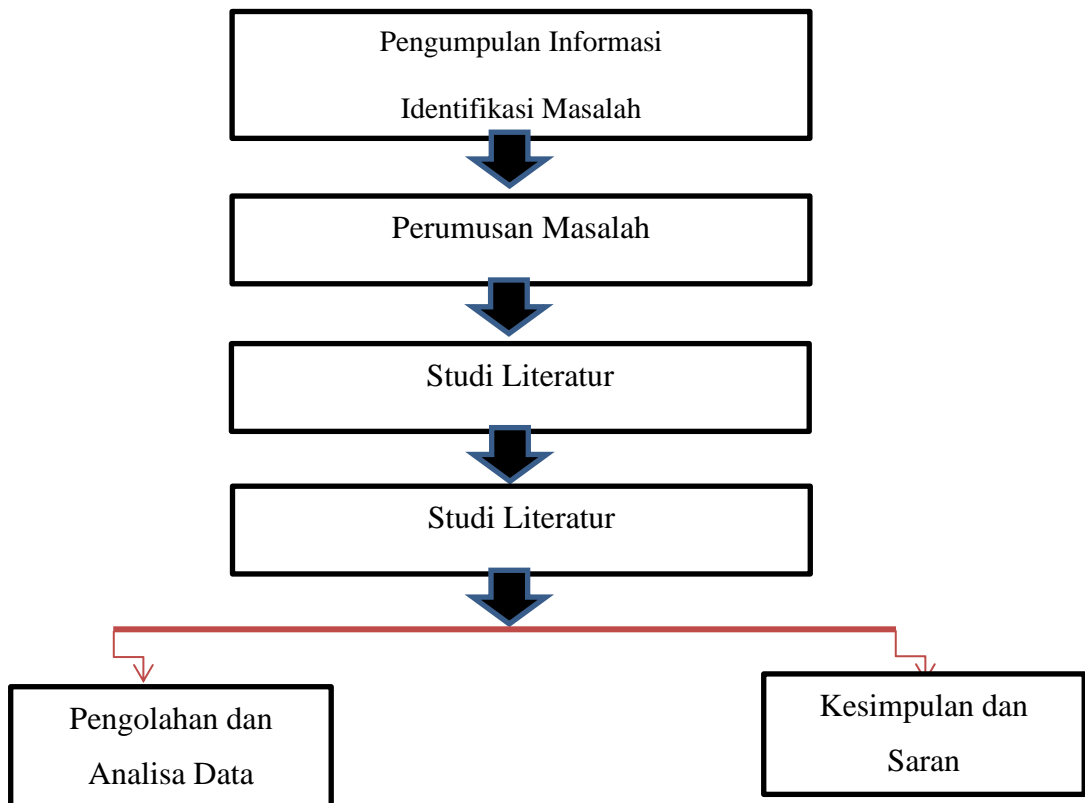 Pengumpulan Informasi
Identifikasi Masalah
Perumusan Masalah
Studi Literatur
Studi Literatur
Pengolahan dan
Analisa Data
Kesimpulan dan
Saran